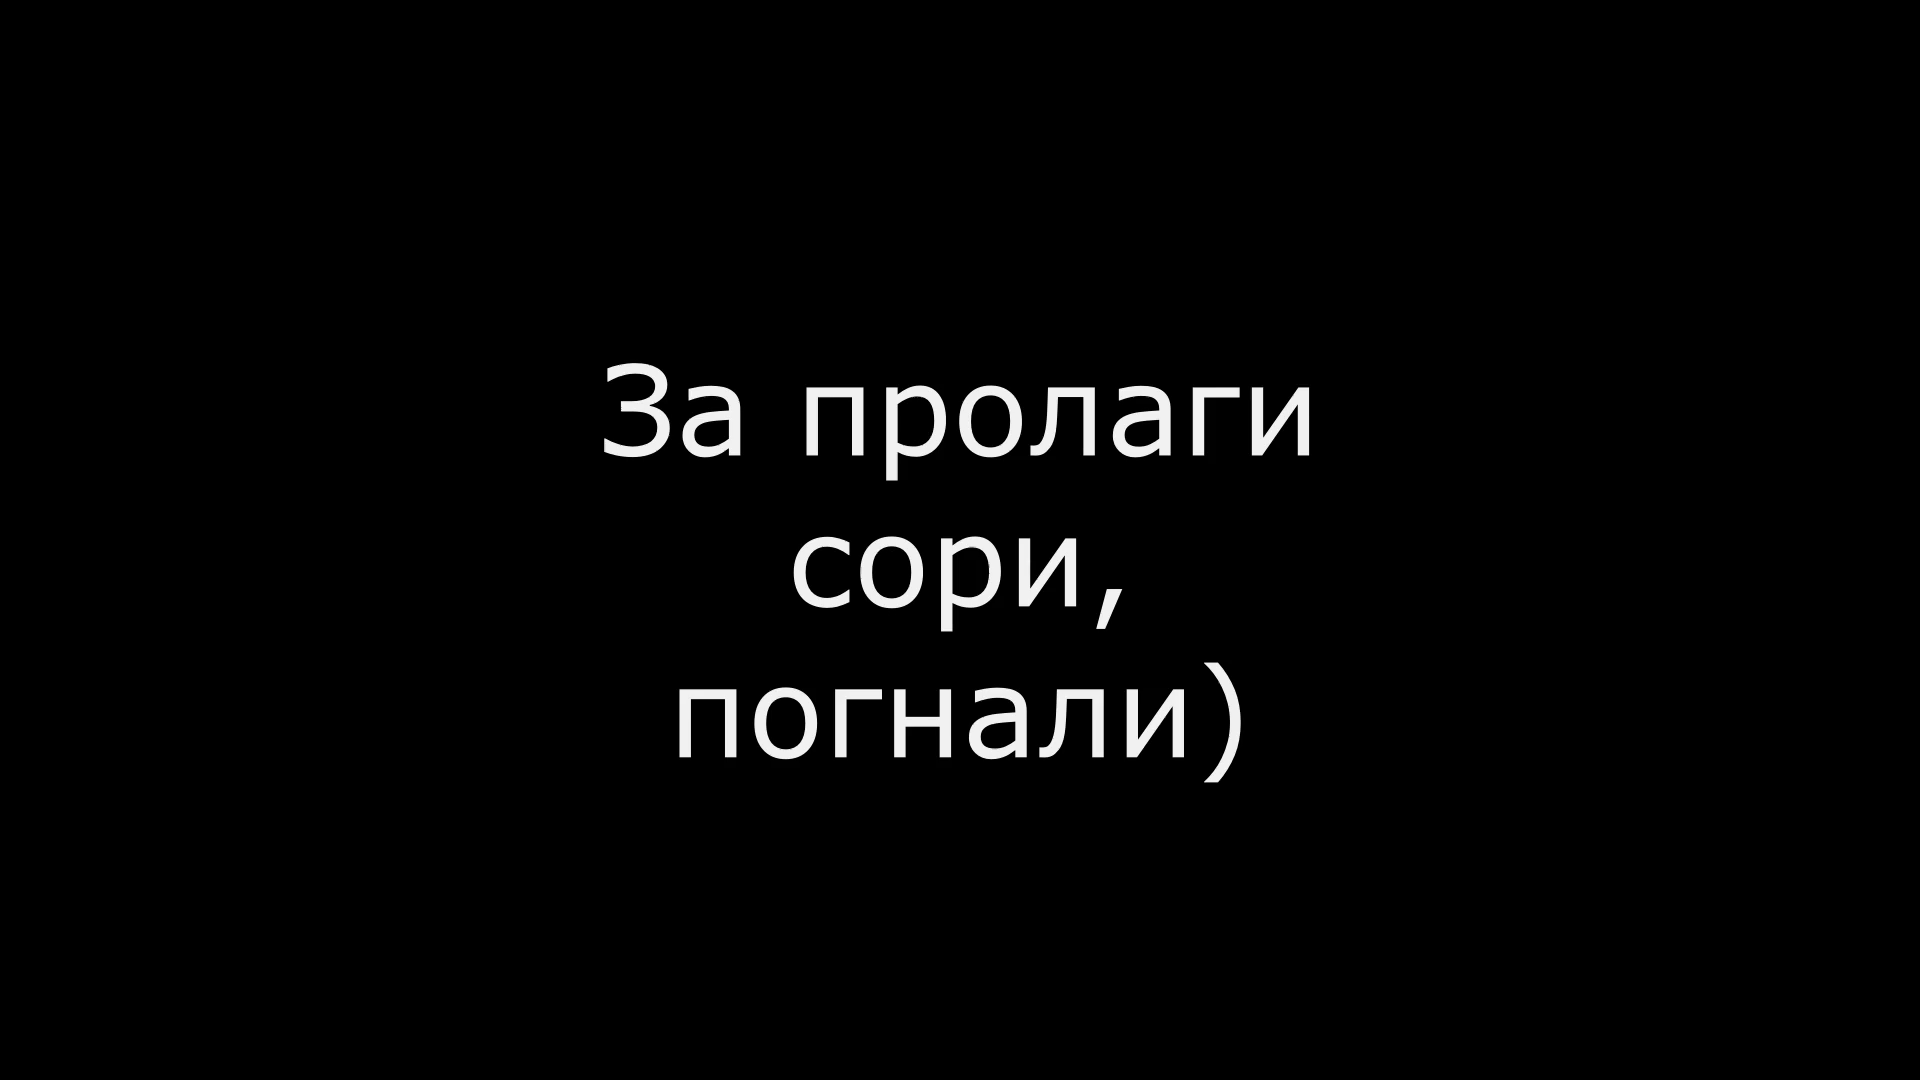 За пролаги
сори,
погнали)